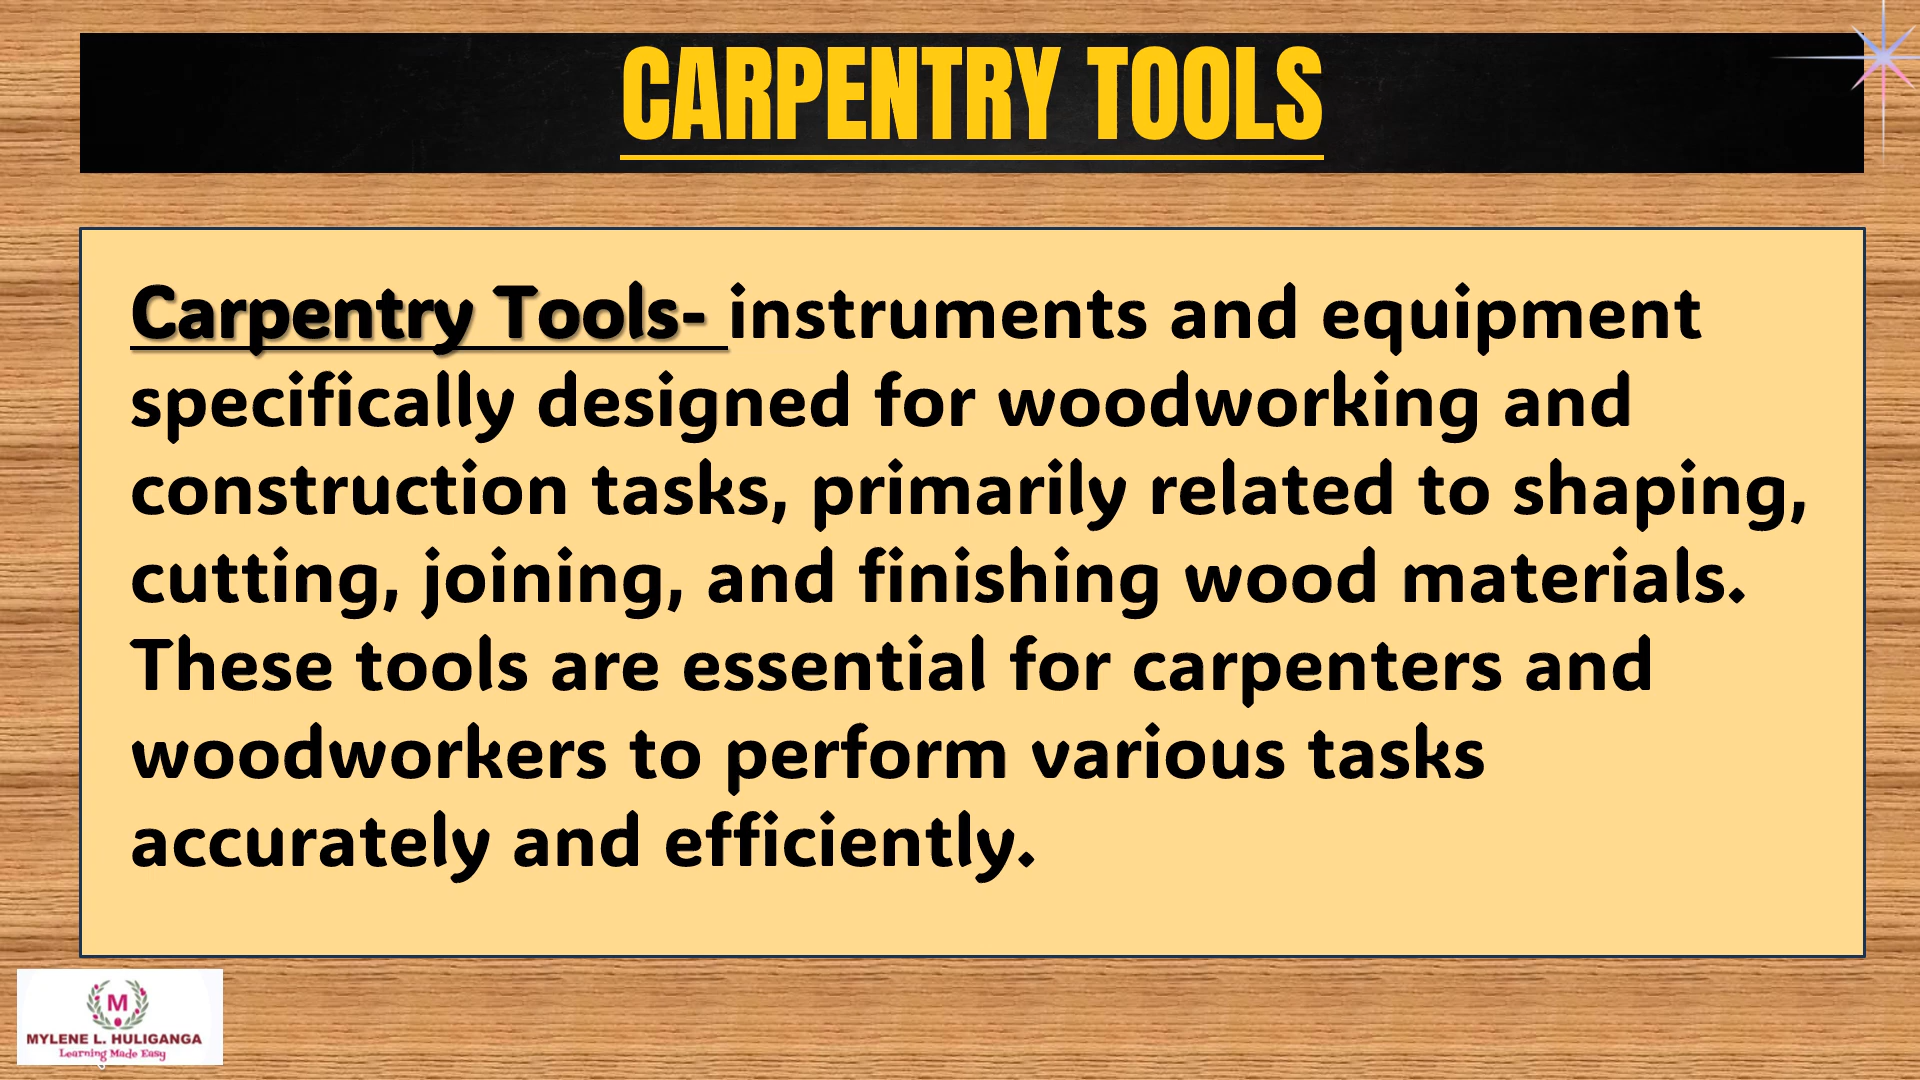 CARPENTRY TOOLS
Carpentry Tools- instruments and equipment
specifically designed for woodworking and
construction tasks, primarily related to shaping,
cutting, joining, and finishing wood materials.
These tools are essential for carpenters and
woodworkers to perform various tasks
accurately and efficiently.
M
MYLENE L. HULIGANGA
Learning Made Easy